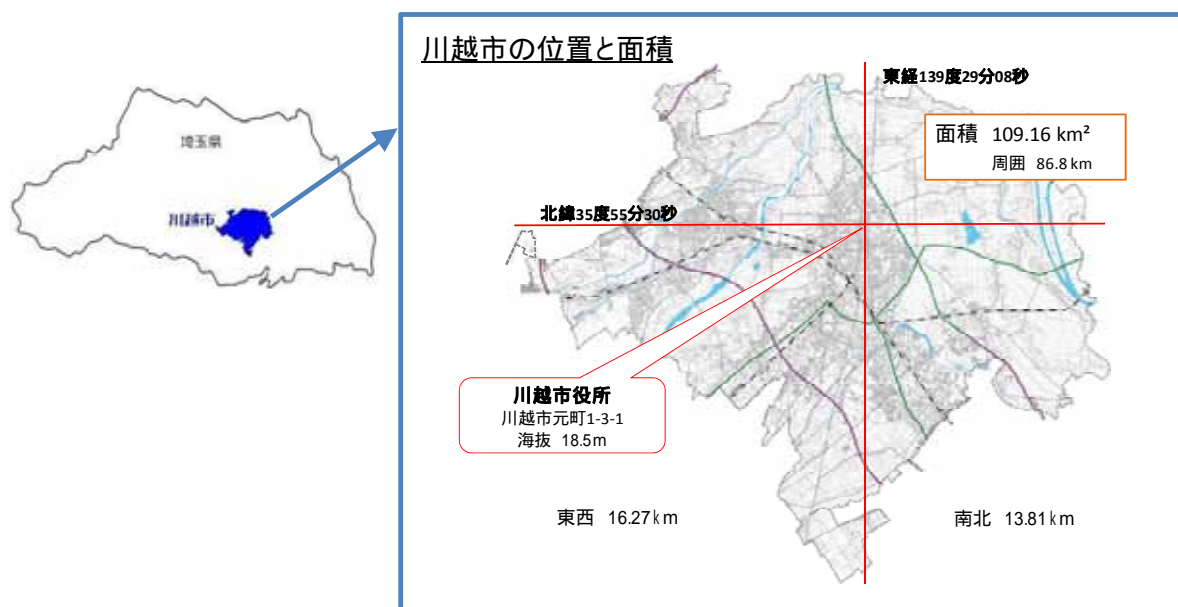 川越市の位置と面積
東経139度29分08秒
面積 109.16 km²
周囲 86.8 km
埼玉県
川越市
北緯35度55分30秒
川越市役所
川越市元町1-3-1
海抜 18.5m
東西 16.27km
南北 13.81km